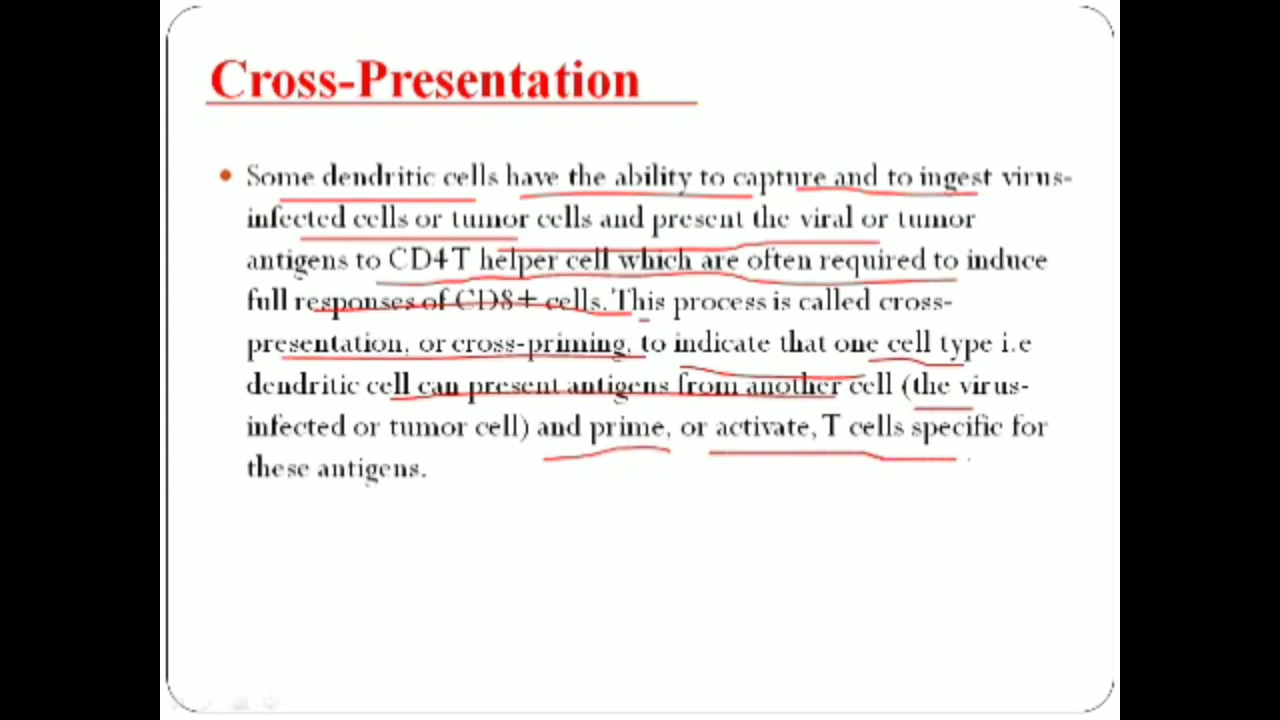 Cross-Presentation
• Some dendritic cells have the ability to capture and to ingest virus-
infected cells or tumor cells and present the viral or tumor
antigens to CD4T helper cell which are often required to induce
full responses of CD8+ cells. This process is called cross-
presentation, or cross-priming, to indicate that one cell type i.e
dendritic cell can present antigens from another cell (the virus-
infected or tumor cell) and prime, or activate, T cells specific for
these antigens.